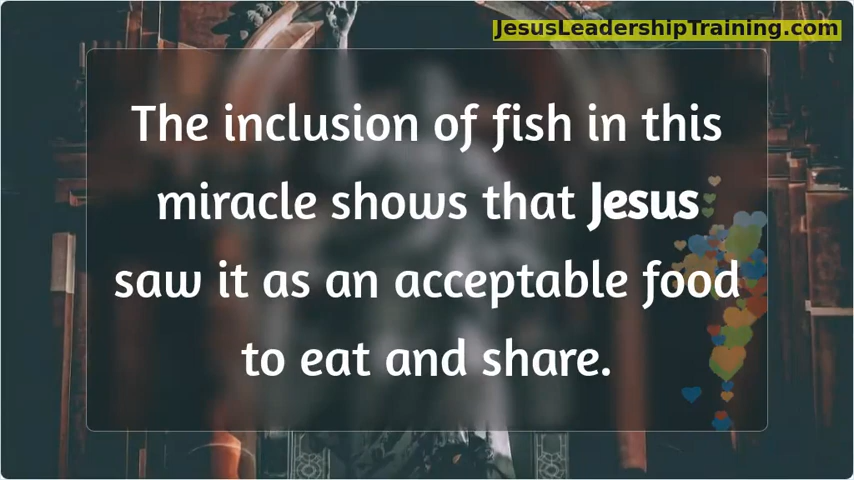 JesusLeadershipTraining.com
The inclusion of fish in this
miracle shows that Jesus
saw it as an acceptable food
to eat and share.